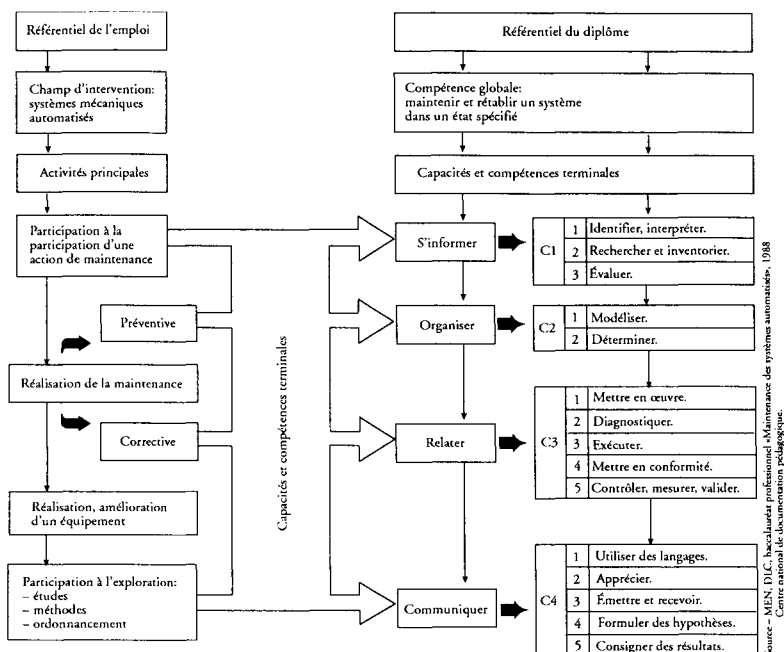 Référentiel de l'emploi
Champ d'intervention:
systèmes mécaniques
automatisés
Activités principales
Participation à la
participation d'une
action de maintenance
Préventive
Réalisation de la maintenance
Corrective
Réalisation, amélioration
d'un équipement
Participation à l'exploration:
– études
– méthodes
– ordonnancement
Capacités et compétences terminales
Référentiel du diplôme
Compétence globale:
maintenir et rétablir un système
dans un état spécifié
Capacités et compétences terminales
S'informer
C1
1 Identifier, interpréter.
2 Rechercher et inventorier.
3 Évaluer.
Organiser
C2
1 Modéliser.
2 Déterminer.
Relater
C3
1 Mettre en œuvre.
2 Diagnostiquer.
3 Exécuter.
4 Mettre en conformité.
5 Contrôler, mesurer, valider.
Communiquer
C4
1 Utiliser des langages.
2 Apprécier.
3 Émettre et recevoir.
4 Formuler des hypothèses.
5 Consigner des résultats.
Source – MEN, DLC, baccalauréat professionnel «Maintenance des systèmes automatisés», 1988
Centre national de documentation pédagogique.